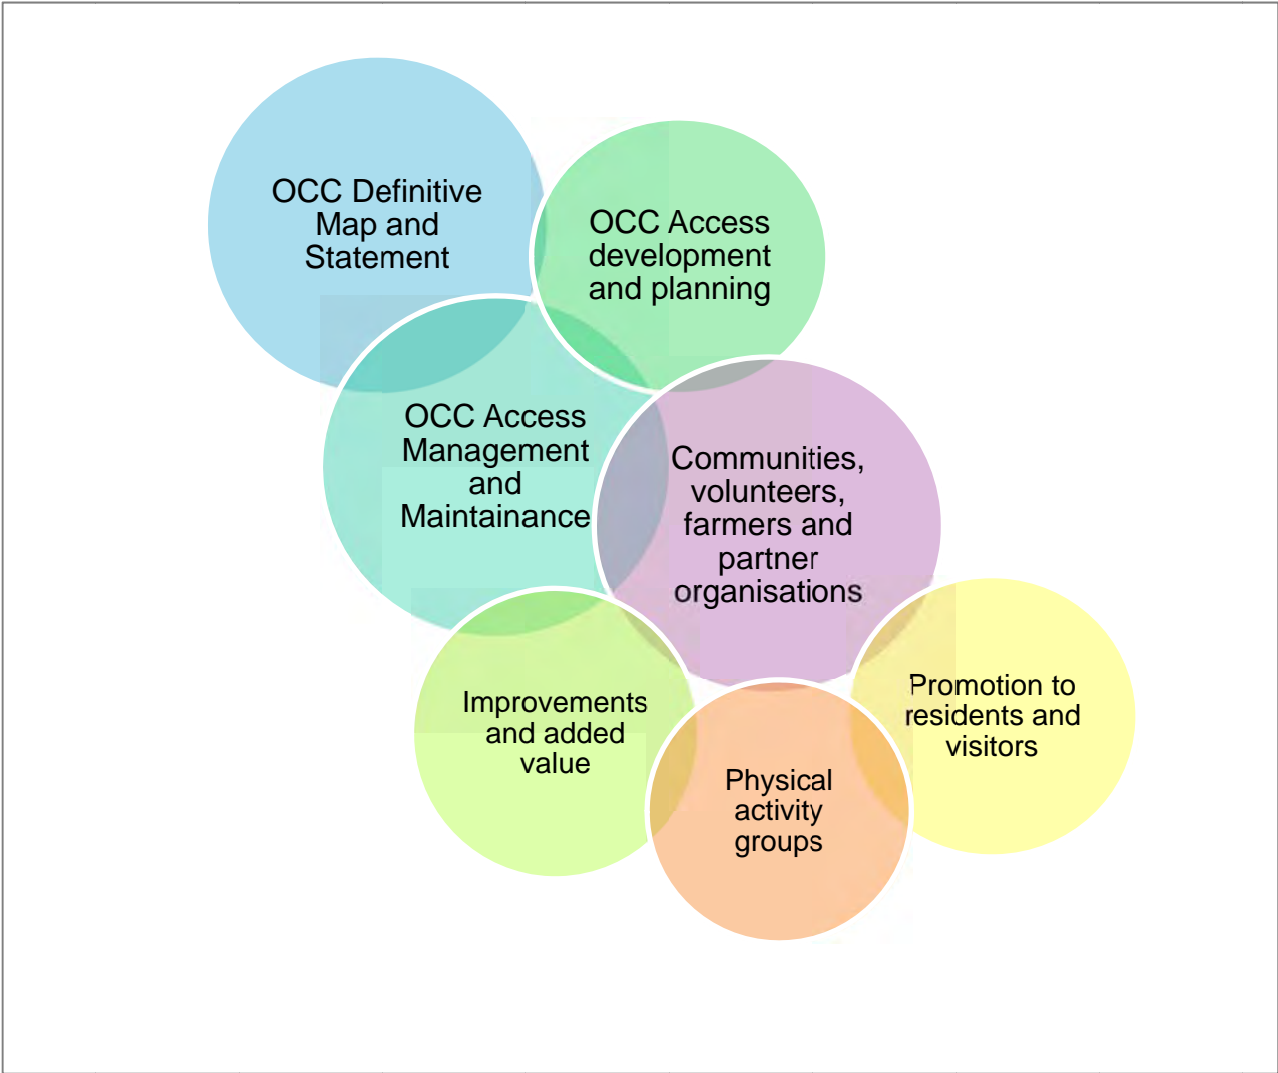 OCC Definitive
Map and
Statement
OCC Access
development
and planning
OCC Access
Management
and
Maintainance
Communities,
volunteers,
farmers and
partner
organisations
Improvements
and added
value
Physical
activity
groups
Promotion to
residents and
visitors